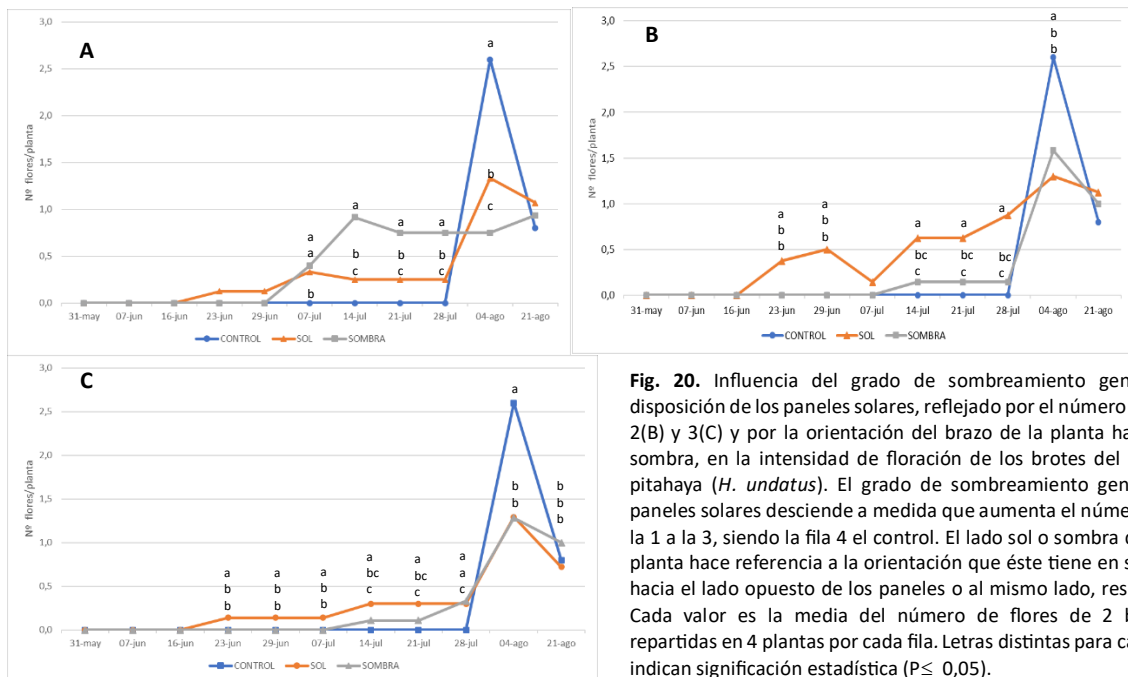 A
3,0
2,5
2,0
1,5
1,0
0,5
0,0
Nº flores/planta
a
b
c
a
a
b
a
b
c
a
b
c
a
b
c
31-may 07-jun 16-jun 23-jun 29-jun 07-jul 14-jul 21-jul 28-jul 04-ago 21-ago
CONTROL SOL SOMBRA
B
3,0
2,5
2,0
1,5
1,0
0,5
0,0
Nº flores/planta
a
b
b
a
b
b
a
b
b
a
bc
c
a
bc
c
a
bc
c
31-may 07-jun 16-jun 23-jun 29-jun 07-jul 14-jul 21-jul 28-jul 04-ago 21-ago
CONTROL SOL SOMBRA
C
3,0
2,5
2,0
1,5
1,0
0,5
0,0
Nº flores/planta
a
b
b
a
b
b
a
b
b
a
bc
c
a
bc
c
a
a
c
a
b
b
b
b
b
31-may 07-jun 16-jun 23-jun 29-jun 07-jul 14-jul 21-jul 28-jul 04-ago 21-ago
CONTROL SOL SOMBRA
Fig. 20. Influencia del grado de sombreamiento gen
disposición de los paneles solares, reflejado por el número
2(B) y 3(C) y por la orientación del brazo de la planta ha
sombra, en la intensidad de floración de los brotes del
pitahaya (H. undatus). El grado de sombreamiento gen
paneles solares desciende a medida que aumenta el núme
la 1 a la 3, siendo la fila 4 el control. El lado sol o sombra d
planta hace referencia a la orientación que éste tiene en s
hacia el lado opuesto de los paneles o al mismo lado, res
Cada valor es la media del número de flores de 2 b
repartidas en 4 plantas por cada fila. Letras distintas para ca
indican significación estadística (P≤ 0,05).